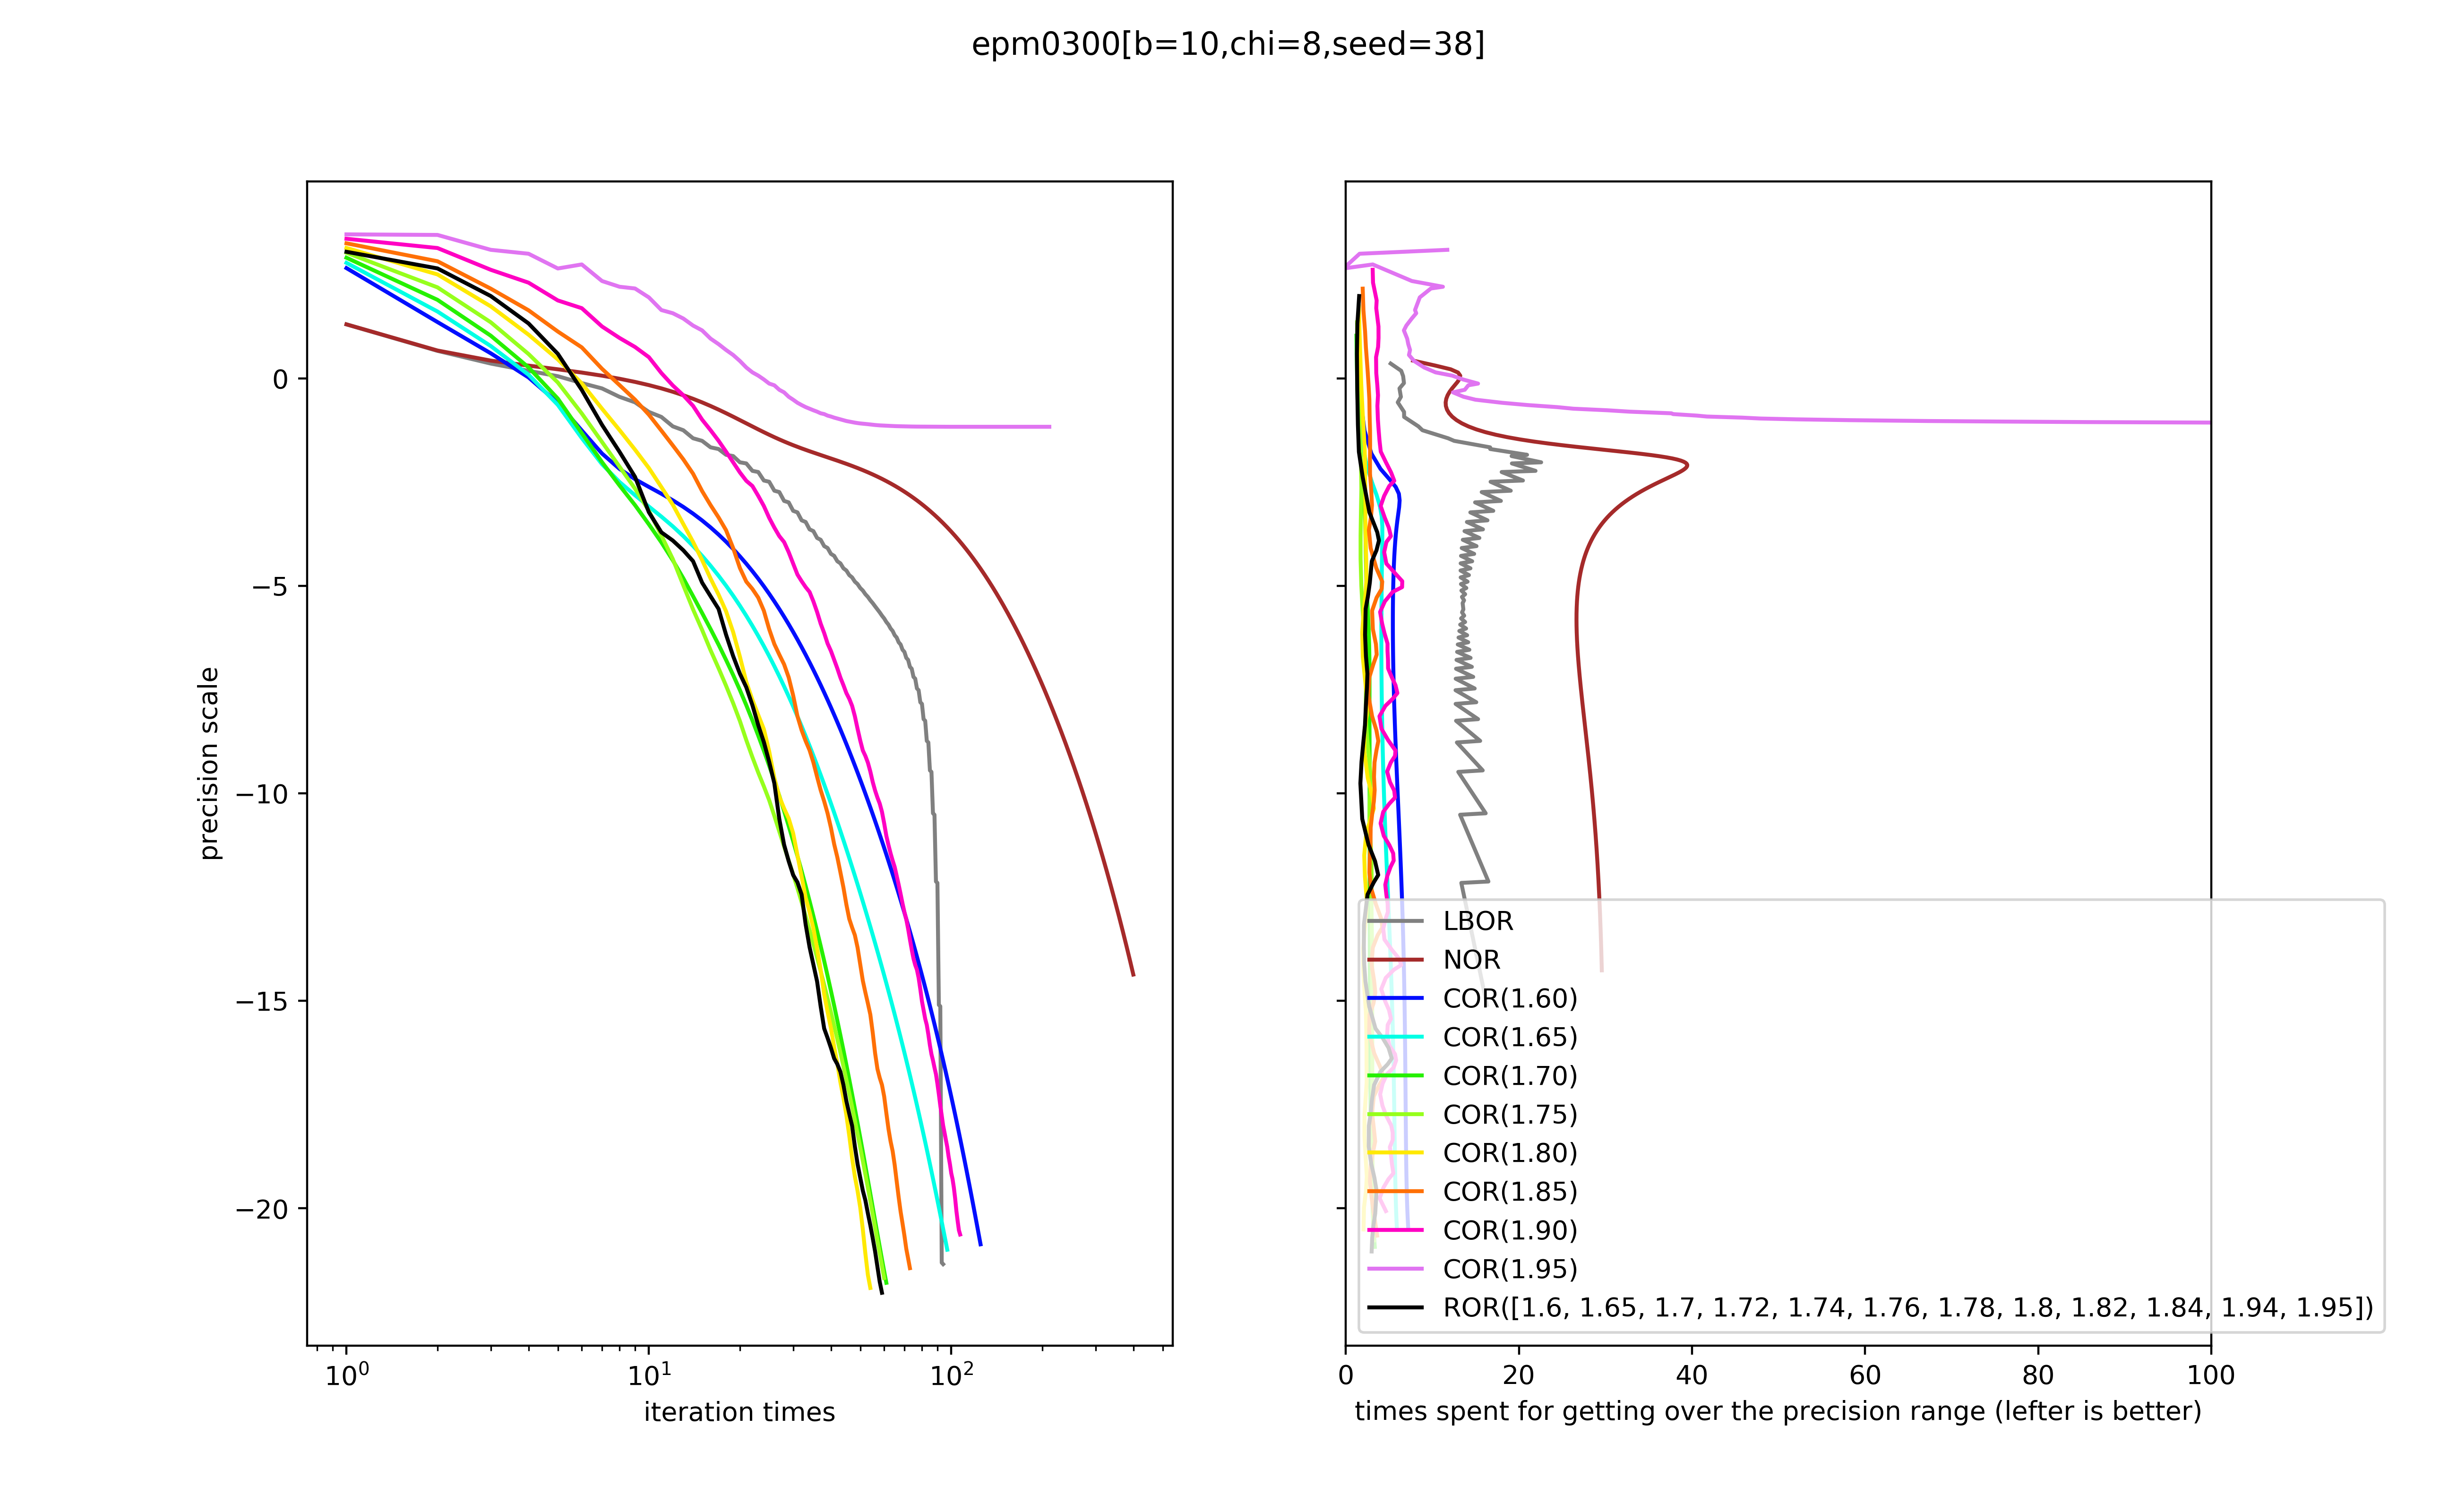 epm0300[b=10,chi=8,seed=38]
precision scale
0
−5
−10
−15
−20
10⁰ 10¹ 10²
iteration times
LBOR
NOR
COR(1.60)
COR(1.65)
COR(1.70)
COR(1.75)
COR(1.80)
COR(1.85)
COR(1.90)
COR(1.95)
ROR([1.6, 1.65, 1.7, 1.72, 1.74, 1.76, 1.78, 1.8, 1.82, 1.84, 1.94, 1.95])
0 20 40 60 80 100
times spent for getting over the precision range (lefter is better)